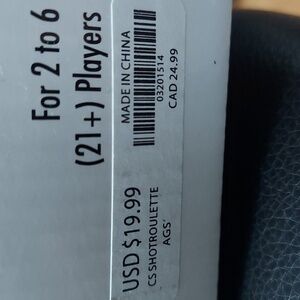 For 2 to 6
(21+) Players
MADE IN CHINA
03201514
CAD 24.99
USD $19.99
CS SHOTROULETTE
AGS'